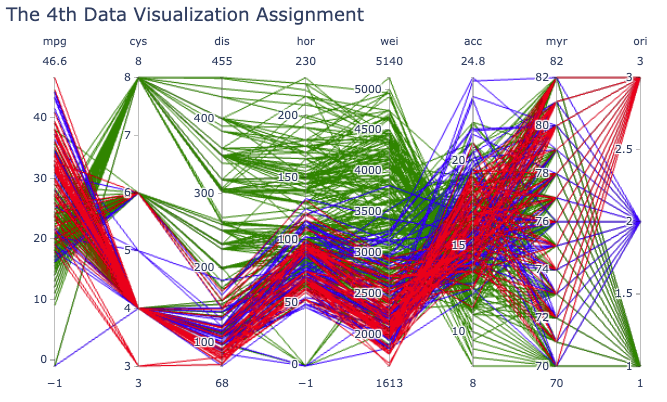 The 4th Data Visualization Assignment
mpg cys dis hor wei acc myr ori
46.6 8 455 230 5140 24.8 82 3
8 82 3
5000
40 400 200 80
7 4500 2.5
20
30 6 300 150 4000 78
3500
20 5 200 100 3000 15 76 2
74
10 4 50 2500 1.5
100 2000 10 72
0 3 0 70 1
−1 3 68 −1 1613 8 70 1